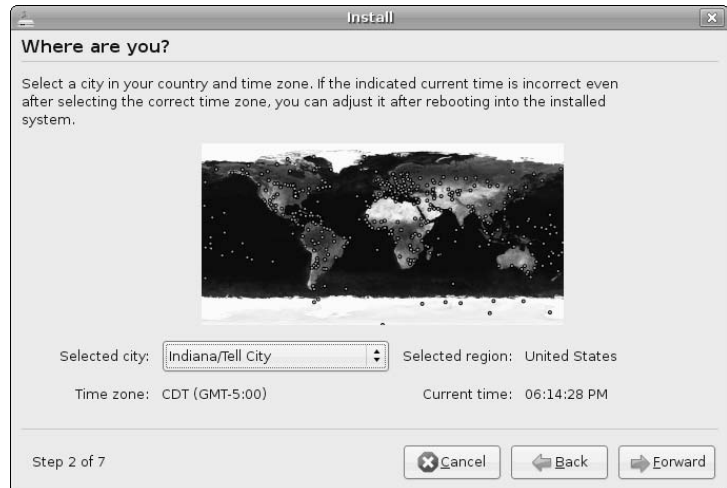 Install
Where are you?
Select a city in your country and time zone. If the indicated current time is incorrect even
after selecting the correct time zone, you can adjust it after rebooting into the installed
system.
Selected city: Indiana/Tell City Selected region: United States
Time zone: CDT (GMT-5:00) Current time: 06:14:28 PM
Step 2 of 7 Cancel Back Forward